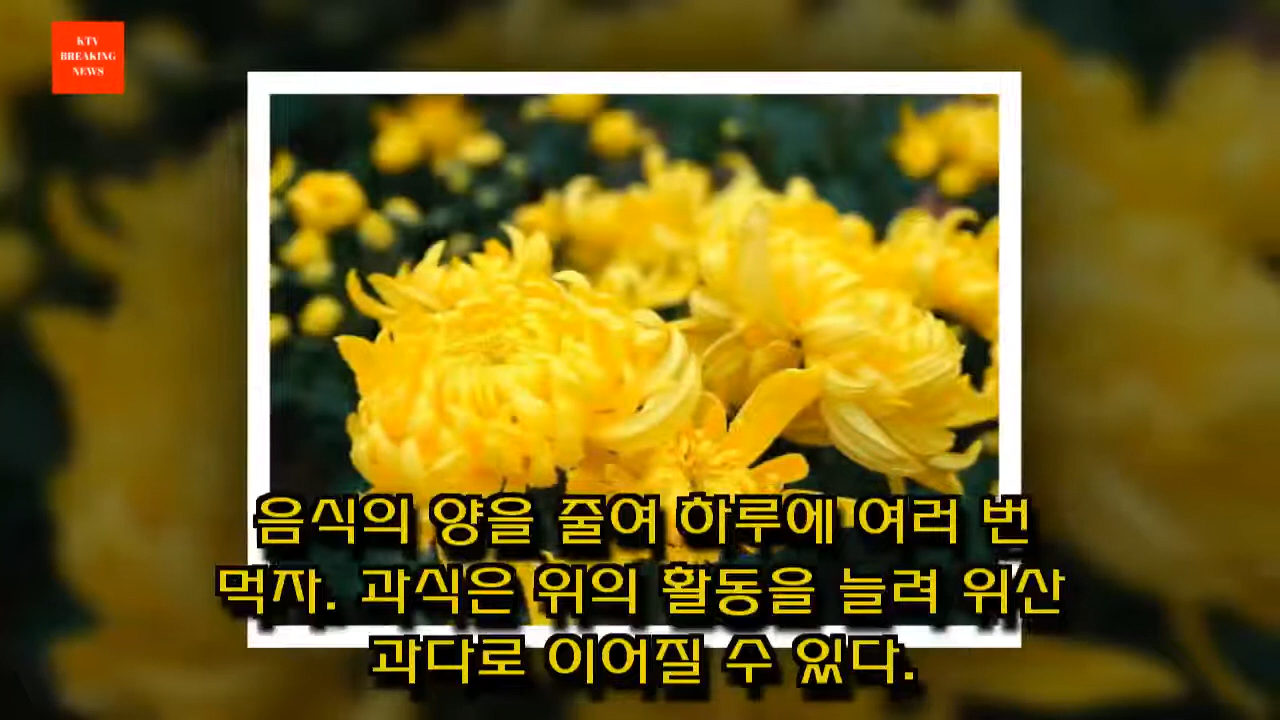 KTV
BREAKING
NEWS
음식의 양을 줄여 하루에 여러 번
먹자. 과식은 위의 활동을 늘려 위산
과다로 이어질 수 있다.